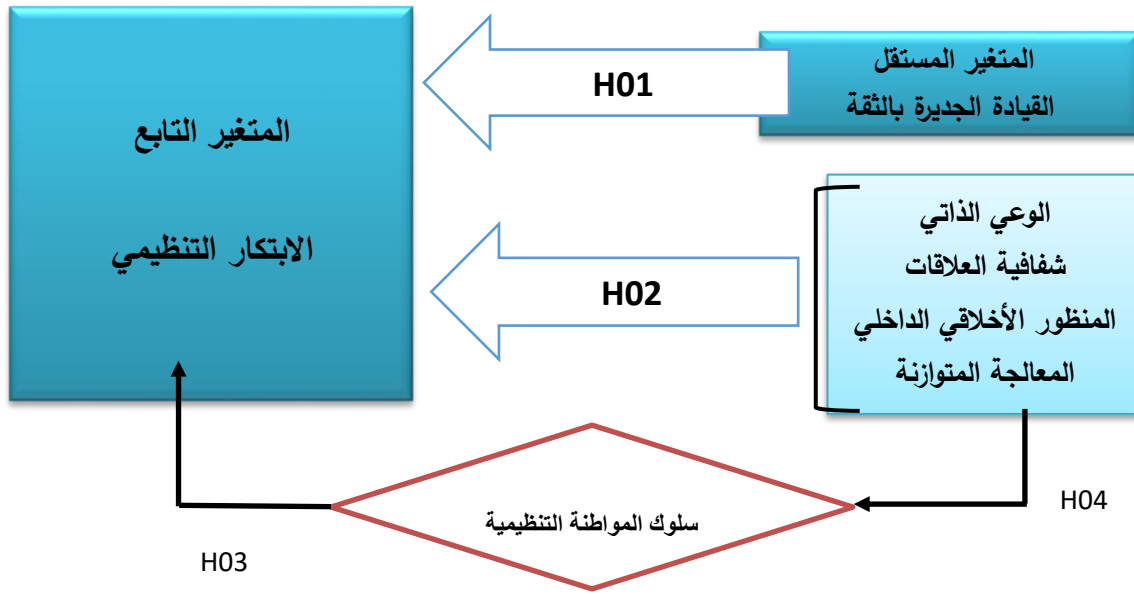 المتغير المستقل
القيادة الجديرة بالثقة
H01
المتغير التابع
الابتكار التنظيمي
الوعي الذاتي
شفافية العلاقات
المنظور الأخلاقي الداخلي
المعالجة المتوازنة
H02
سلوك المواطنة التنظيمية
H04
H03